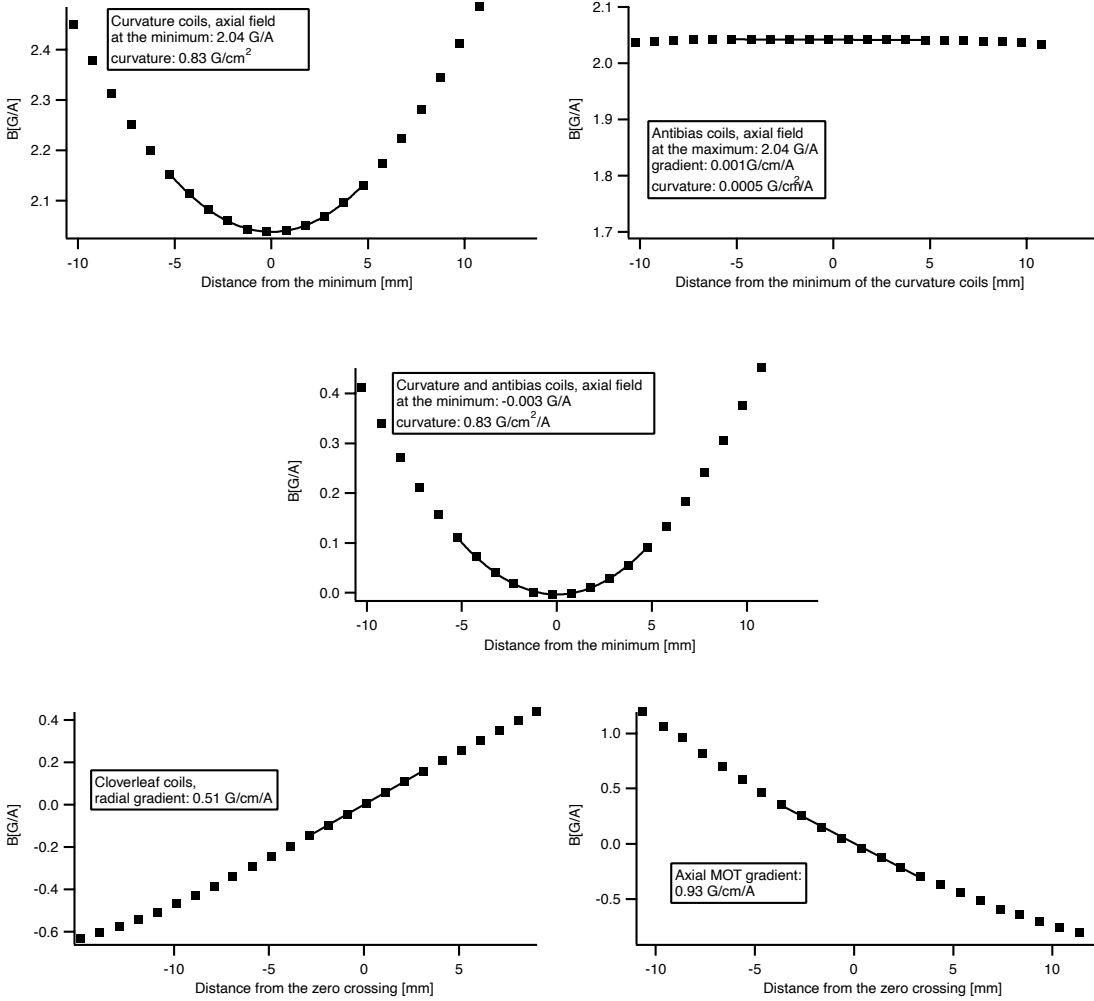 Curvature coils, axial field
at the minimum: 2.04 G/A
curvature: 0.83 G/cm²
B[G/A]
2.4
2.3
2.2
2.1
-10 -5 0 5 10
Distance from the minimum [mm]
Antibias coils, axial field
at the maximum: 2.04 G/A
gradient: 0.001G/cm/A
curvature: 0.0005 G/cm²/A
B[G/A]
2.1
2.0
1.9
1.8
1.7
-10 -5 0 5 10
Distance from the minimum of the curvature coils [mm]
Curvature and antibias coils, axial field
at the minimum: -0.003 G/A
curvature: 0.83 G/cm²/A
B[G/A]
0.4
0.3
0.2
0.1
0.0
-10 -5 0 5 10
Distance from the minimum [mm]
Cloverleaf coils,
radial gradient: 0.51 G/cm/A
B[G/A]
0.4
0.2
0.0
-0.2
-0.4
-0.6
-10 -5 0 5
Distance from the zero crossing [mm]
Axial MOT gradient:
0.93 G/cm/A
B[G/A]
1.0
0.5
0.0
-0.5
-10 -5 0 5 10
Distance from the zero crossing [mm]